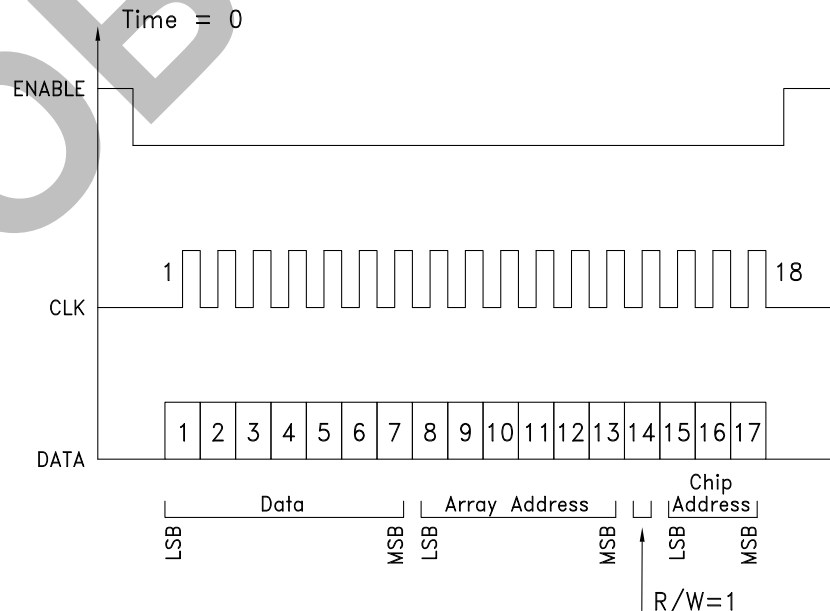 Time = 0
ENABLE
1 18
CLK
1 2 3 4 5 6 7 8 9 10 11 12 13 14 15 16 17
DATA
Data Array Address Chip Address
LSB MSB LSB MSB LSB MSB
R/W=1